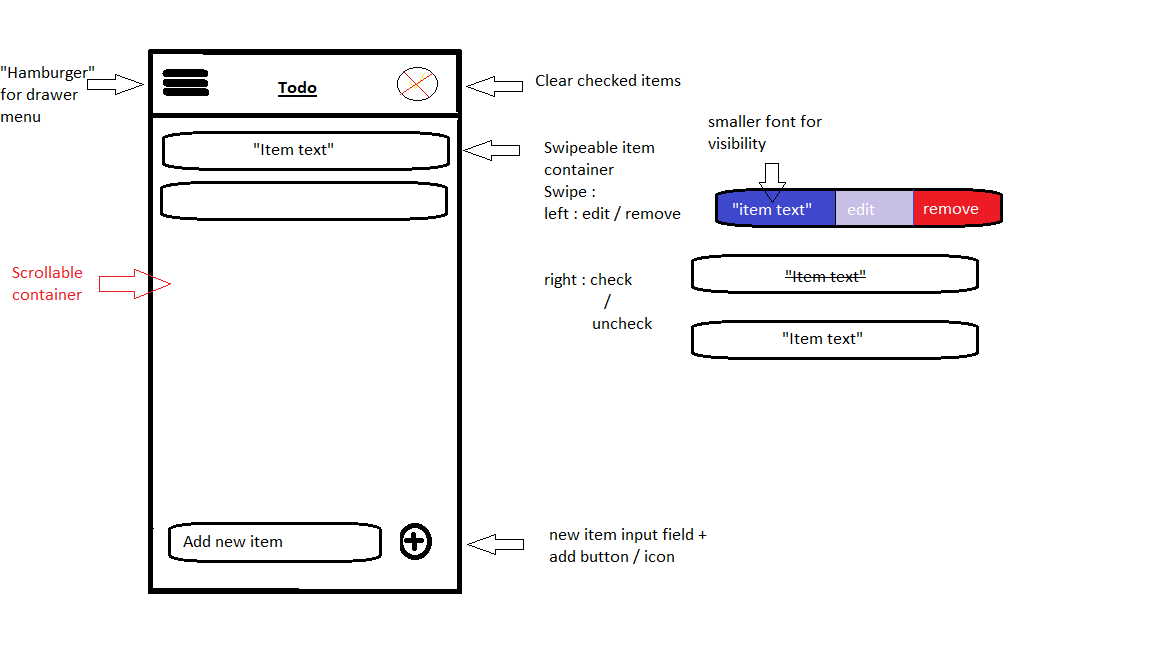 "Hamburger"
for drawer
menu
Todo
Clear checked items
"Item text"
Swipeable item
container
Swipe :
left : edit / remove
smaller font for
visibility
"item text" edit remove
Scrollable
container
right : check
/
uncheck
"Item text"
"Item text"
Add new item
new item input field +
add button / icon